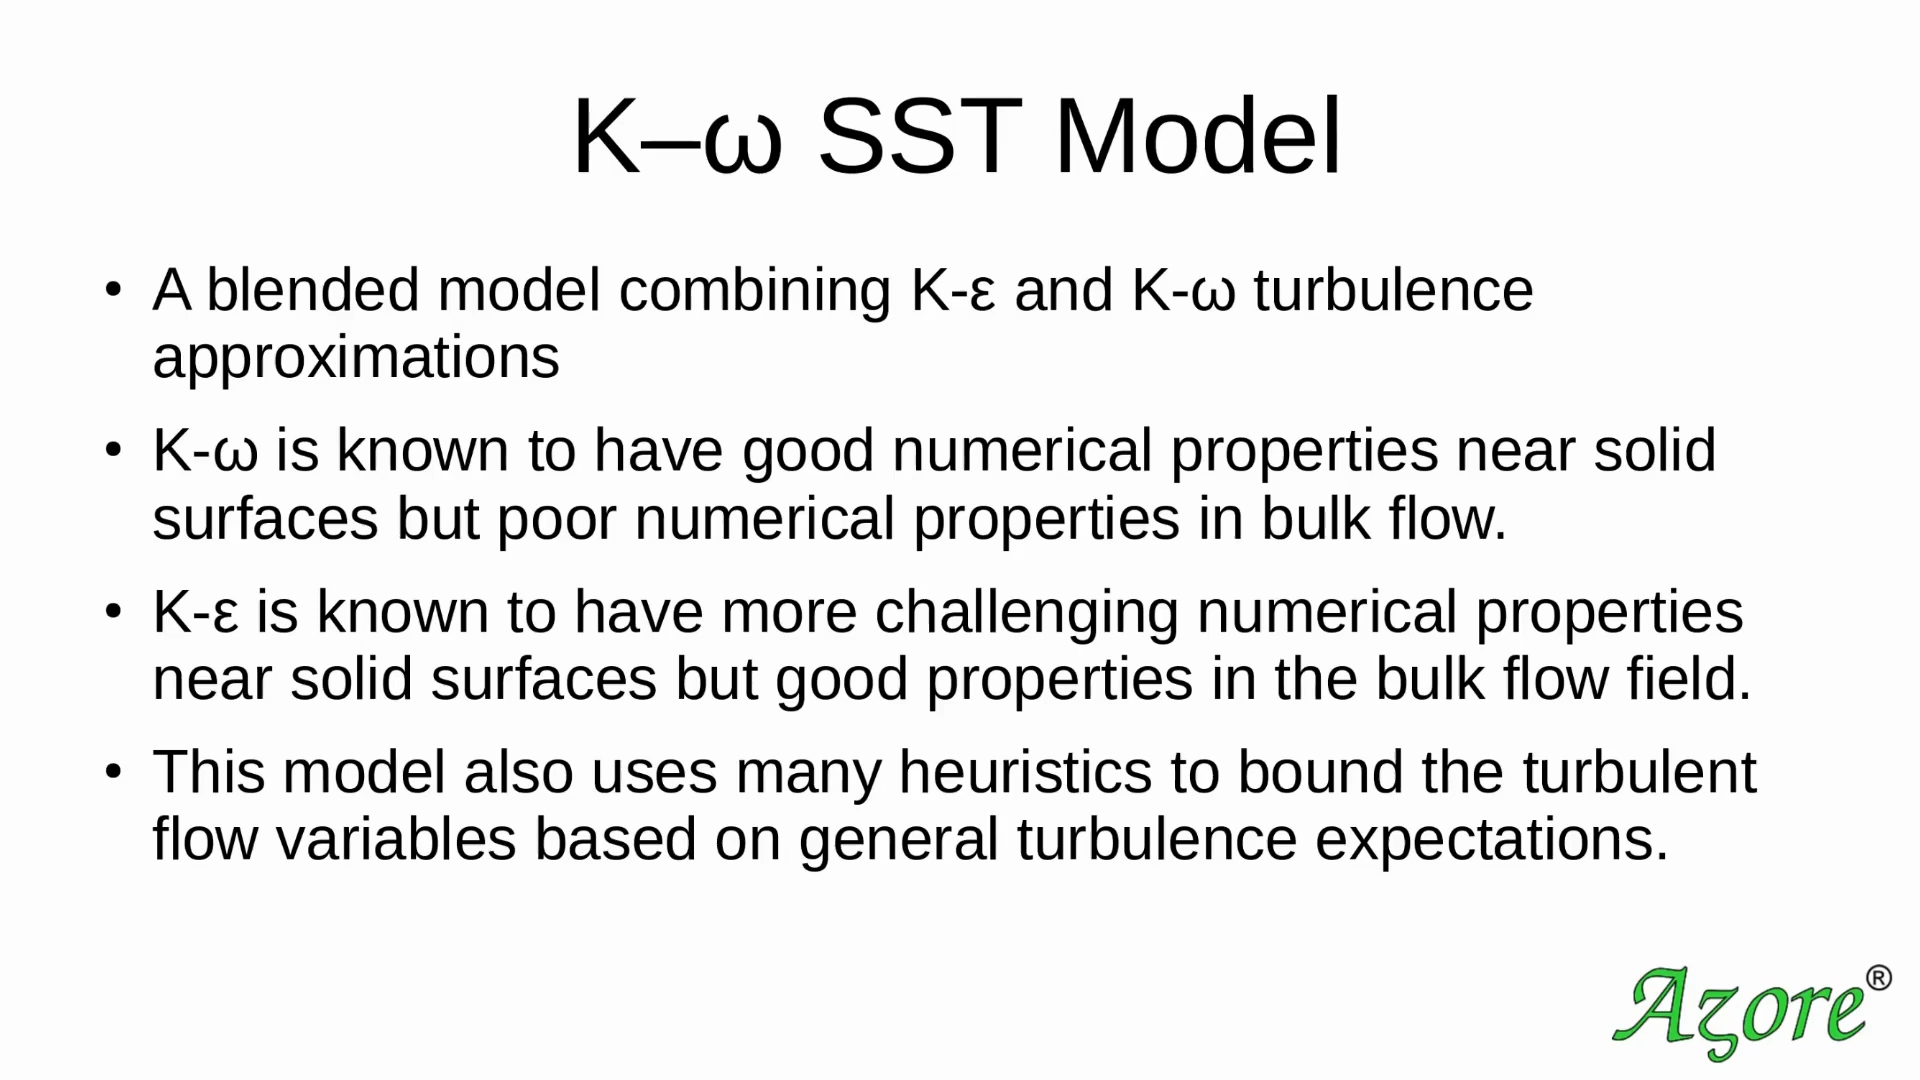 K–ω SST Model
• A blended model combining K-ε and K-ω turbulence
approximations
• K-ω is known to have good numerical properties near solid
surfaces but poor numerical properties in bulk flow.
• K-ε is known to have more challenging numerical properties
near solid surfaces but good properties in the bulk flow field.
• This model also uses many heuristics to bound the turbulent
flow variables based on general turbulence expectations.
Azore®